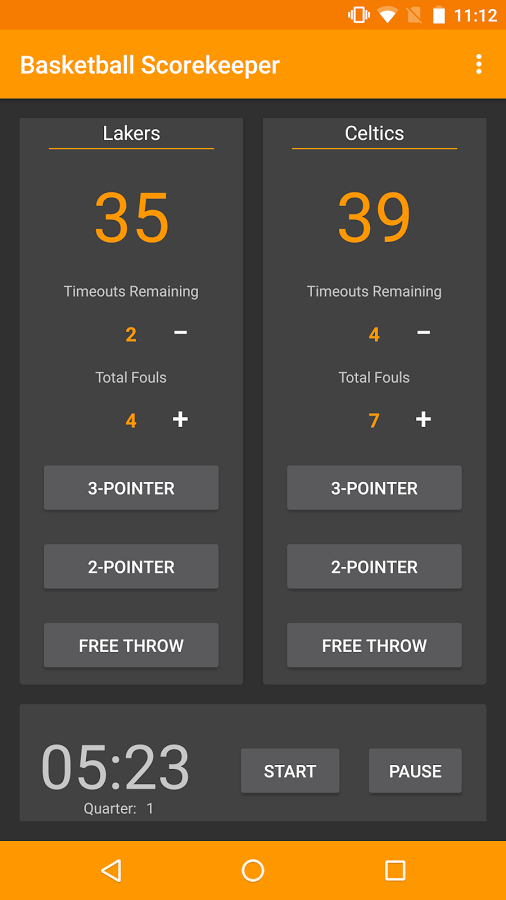 11:12
Basketball Scorekeeper
Lakers
35
Timeouts Remaining
2 −
Total Fouls
4 +
3-POINTER
2-POINTER
FREE THROW
Celtics
39
Timeouts Remaining
4 −
Total Fouls
7 +
3-POINTER
2-POINTER
FREE THROW
05:23
Quarter: 1
START
PAUSE